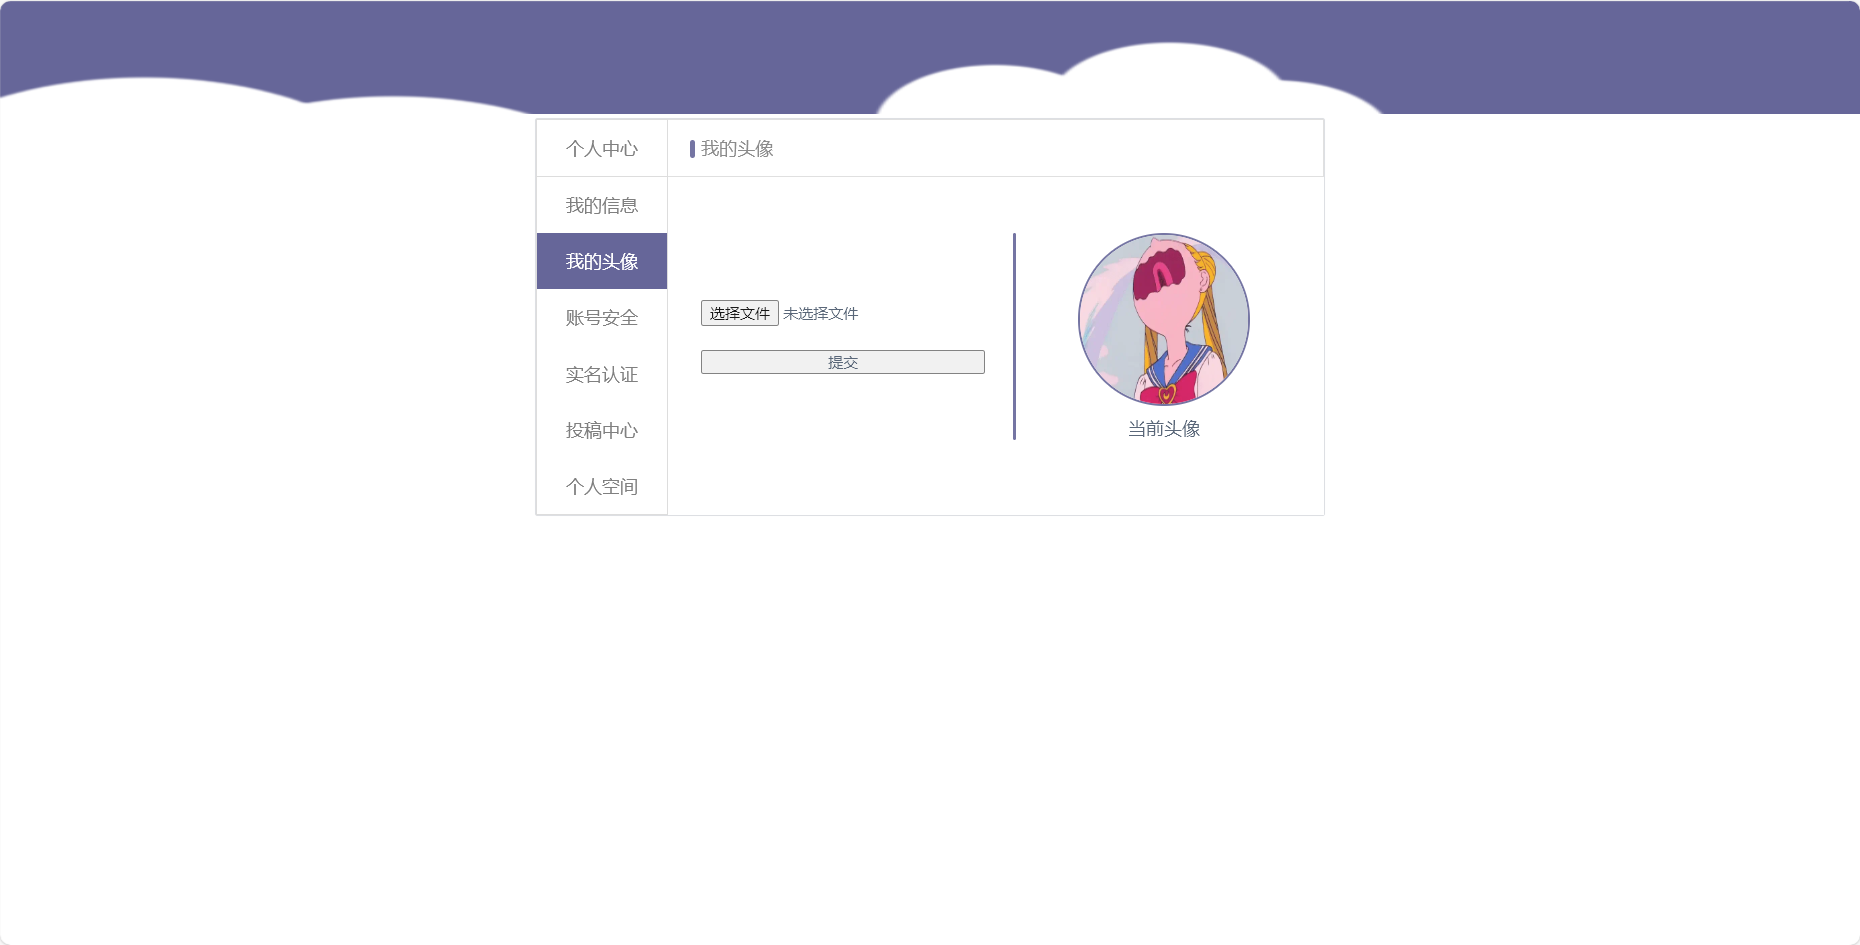 个人中心
我的头像
我的信息
我的头像
账号安全
实名认证
投稿中心
个人空间
选择文件 未选择文件
提交
当前头像